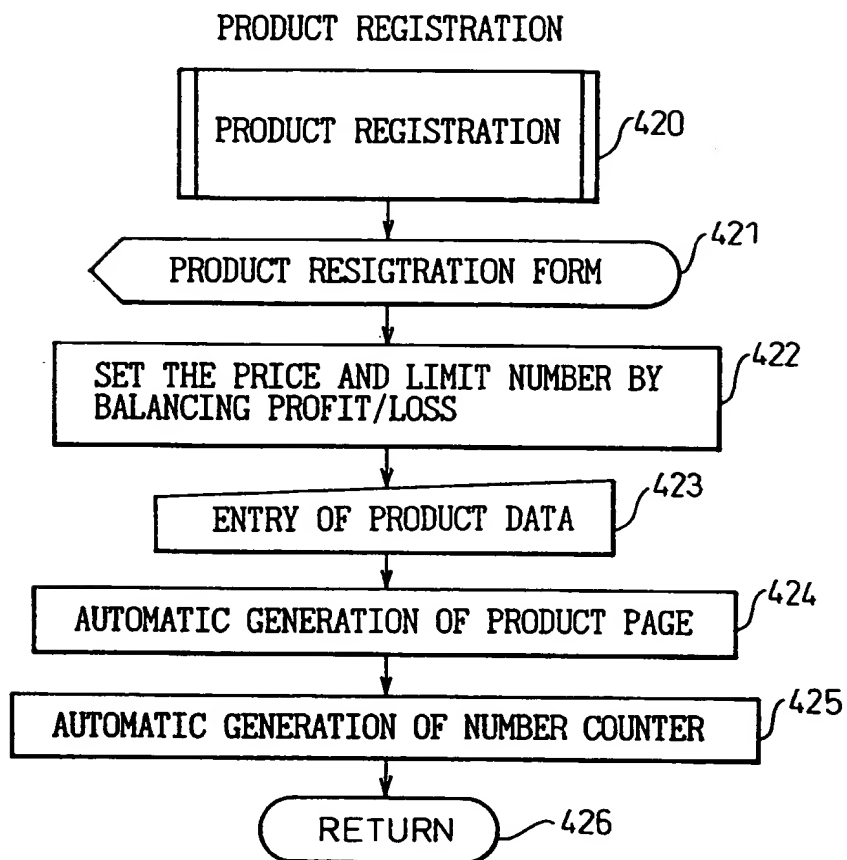 PRODUCT REGISTRATION
PRODUCT REGISTRATION
420
PRODUCT RESIGTRATION FORM
421
SET THE PRICE AND LIMIT NUMBER BY
BALANCING PROFIT/LOSS
422
ENTRY OF PRODUCT DATA
423
AUTOMATIC GENERATION OF PRODUCT PAGE
424
AUTOMATIC GENERATION OF NUMBER COUNTER
425
RETURN
426